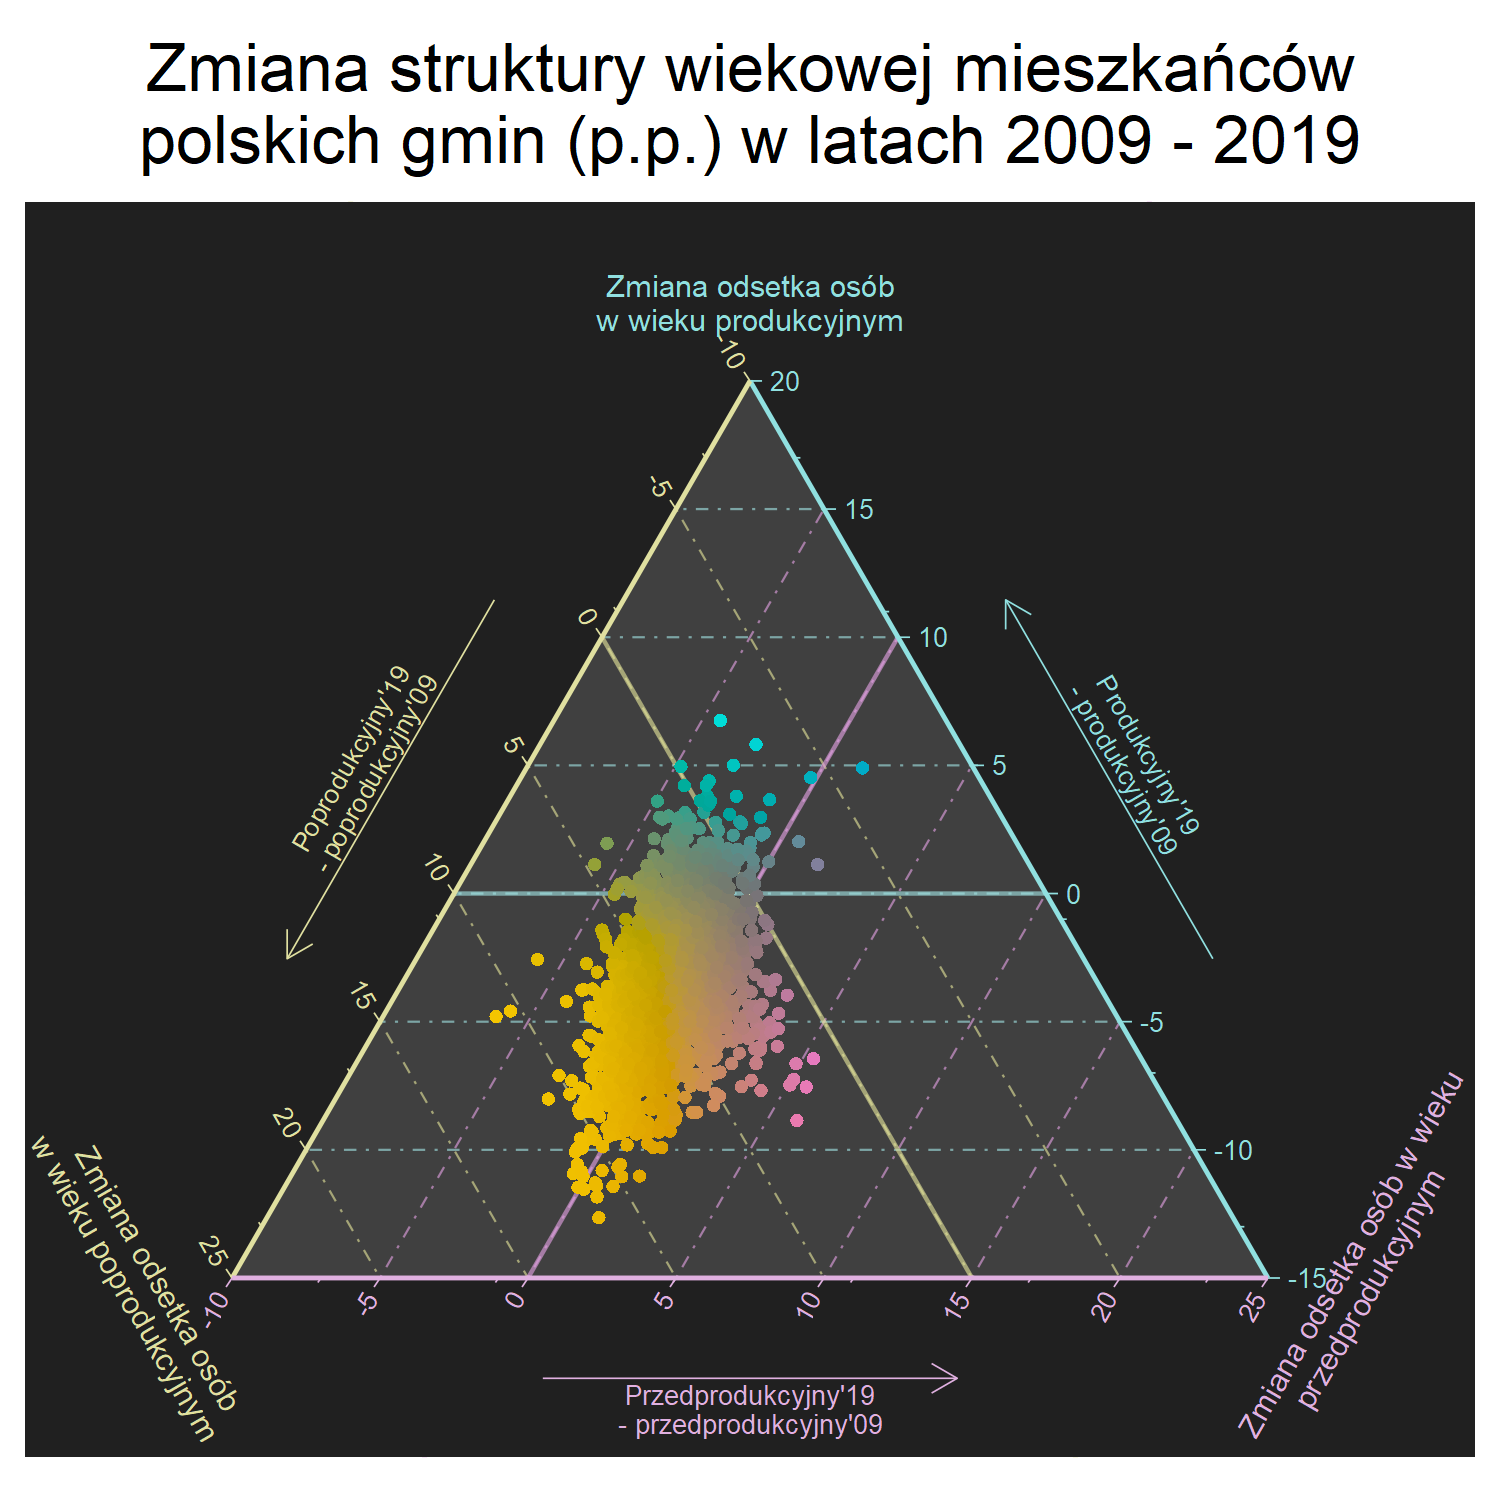 Zmiana struktury wiekowej mieszkańców
polskich gmin (p.p.) w latach 2009 - 2019
Zmiana odsetka osób
w wieku produkcyjnym
-10
-5
0
5
10
15
20
25
20
15
10
5
0
-5
-10
-15
Poprodukcyjny'19
- poprodukcyjny'09
Produkcyjny'19
- produkcyjny'09
Zmiana odsetka osób
w wieku poprodukcyjnym
Zmiana odsetka osób w wieku
przedprodukcyjnym
-10
-5
0
5
10
15
20
25
Przedprodukcyjny'19
- przedprodukcyjny'09